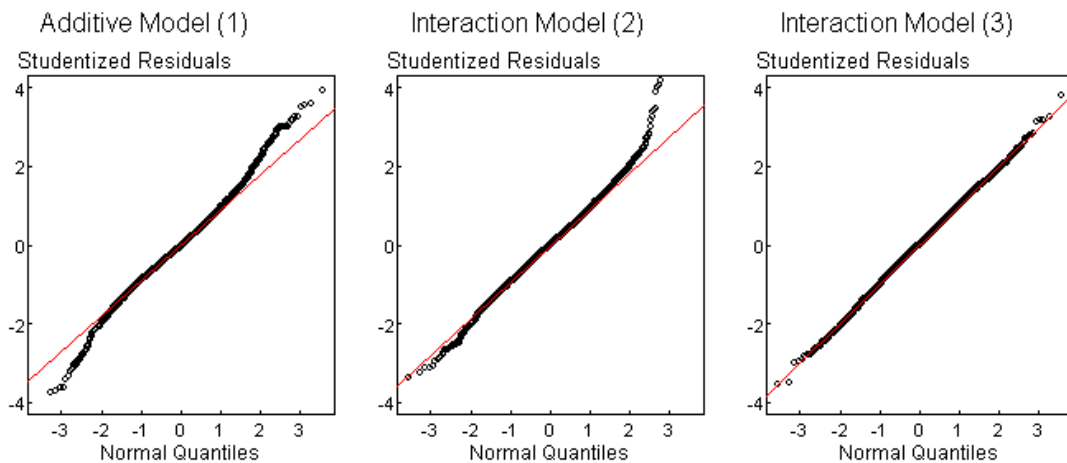 Additive Model (1)
Studentized Residuals
4
2
0
-2
-4
-3 -2 -1 0 1 2 3
Normal Quantiles
Interaction Model (2)
Studentized Residuals
4
2
0
-2
-4
-3 -2 -1 0 1 2 3
Normal Quantiles
Interaction Model (3)
Studentized Residuals
4
2
0
-2
-4
-3 -2 -1 0 1 2 3
Normal Quantiles